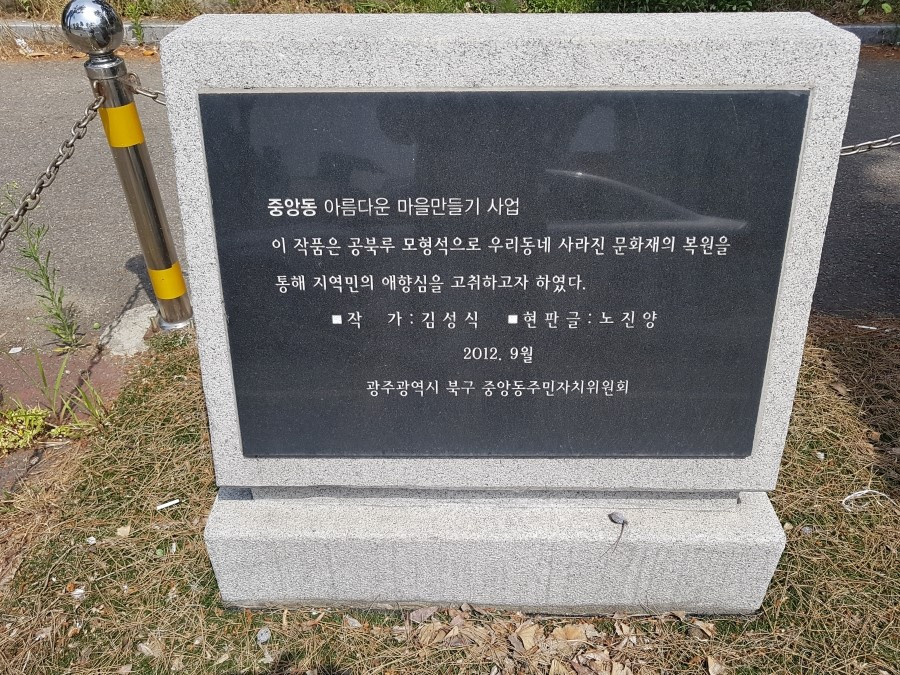 중앙동 아름다운 마을만들기 사업
이 작품은 공북루 모형석으로 우리동네 사라진 문화재의 복원을
통해 지역민의 애향심을 고취하고자 하였다.
■작 가 : 김성식 ■현판글 : 노진양
2012. 9월
광주광역시 북구 중앙동주민자치위원회